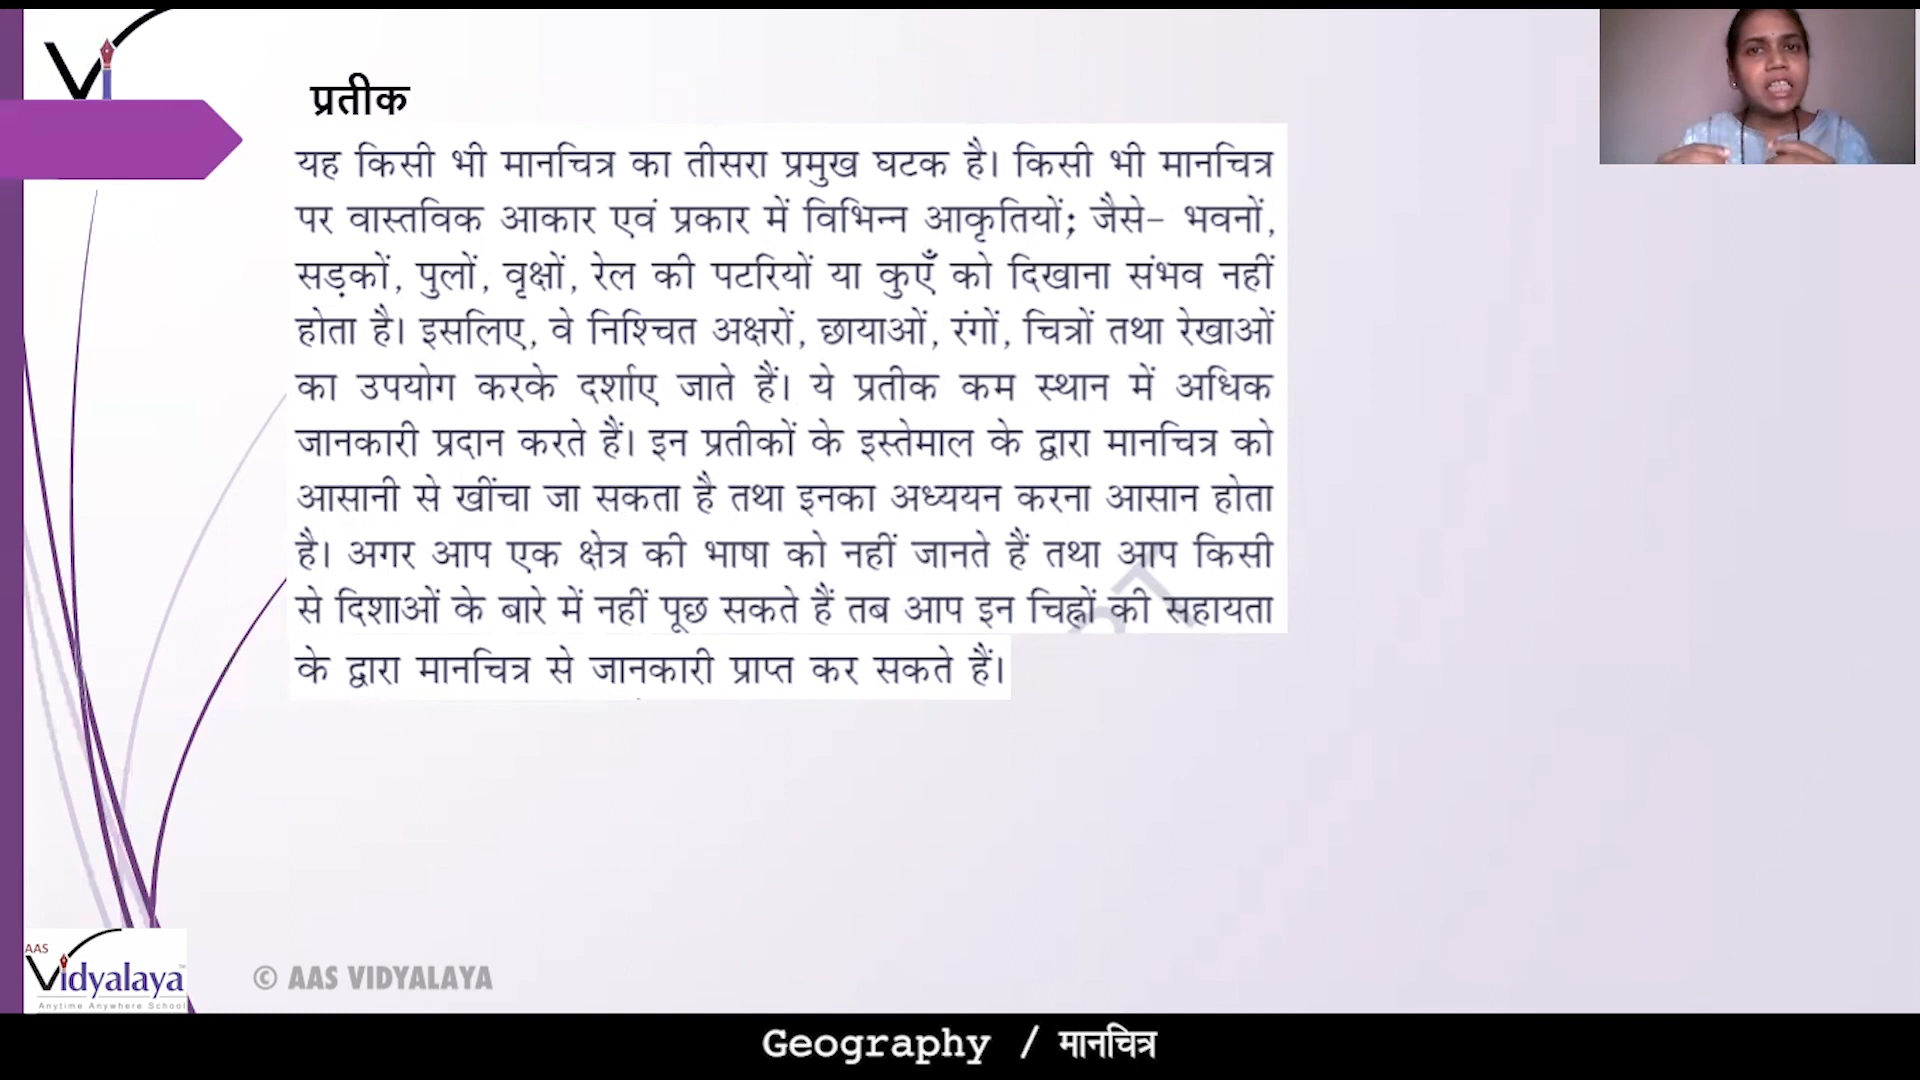 प्रतीक
यह किसी भी मानचित्र का तीसरा प्रमुख घटक है। किसी भी मानचित्र
पर वास्तविक आकार एवं प्रकार में विभिन्न आकृतियों; जैसे– भवनों,
सड़कों, पुलों, वृक्षों, रेल की पटरियों या कुएँ को दिखाना संभव नहीं
होता है। इसलिए, वे निश्चित अक्षरों, छायाओं, रंगों, चित्रों तथा रेखाओं
का उपयोग करके दर्शाए जाते हैं। ये प्रतीक कम स्थान में अधिक
जानकारी प्रदान करते हैं। इन प्रतीकों के इस्तेमाल के द्वारा मानचित्र को
आसानी से खींचा जा सकता है तथा इनका अध्ययन करना आसान होता
है। अगर आप एक क्षेत्र की भाषा को नहीं जानते हैं तथा आप किसी
से दिशाओं के बारे में नहीं पूछ सकते हैं तब आप इन चिह्नों की सहायता
के द्वारा मानचित्र से जानकारी प्राप्त कर सकते हैं।
AAS
Vidyalaya
Anytime Anywhere School
© AAS VIDYALAYA
Geography / मानचित्र